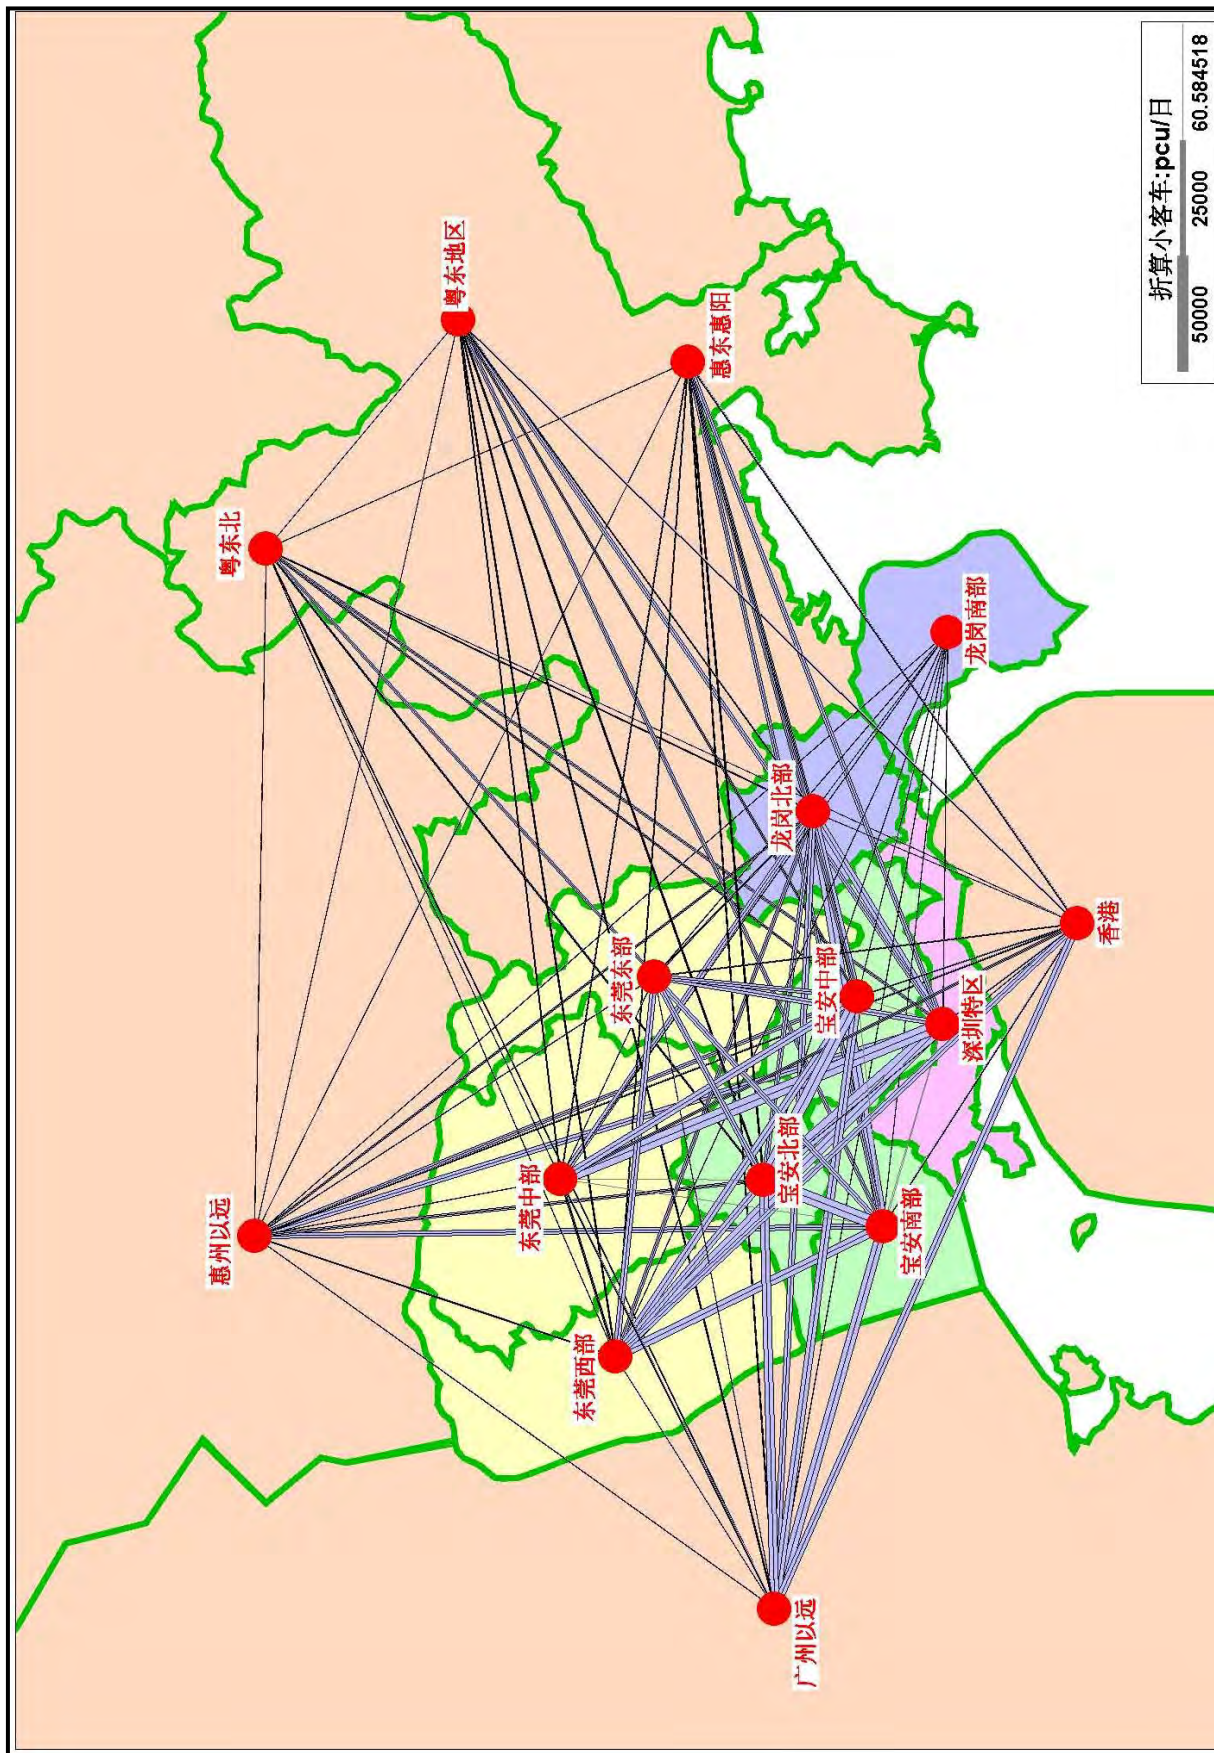 惠州以远
粤东北
粤东地区
惠东惠阳
东莞中部
东莞东部
东莞西部
龙岗北部
龙岗南部
宝安中部
宝安北部
宝安南部
深圳特区
广州以远
香港
折算小客车:pcu/日
50000 25000 60.584518